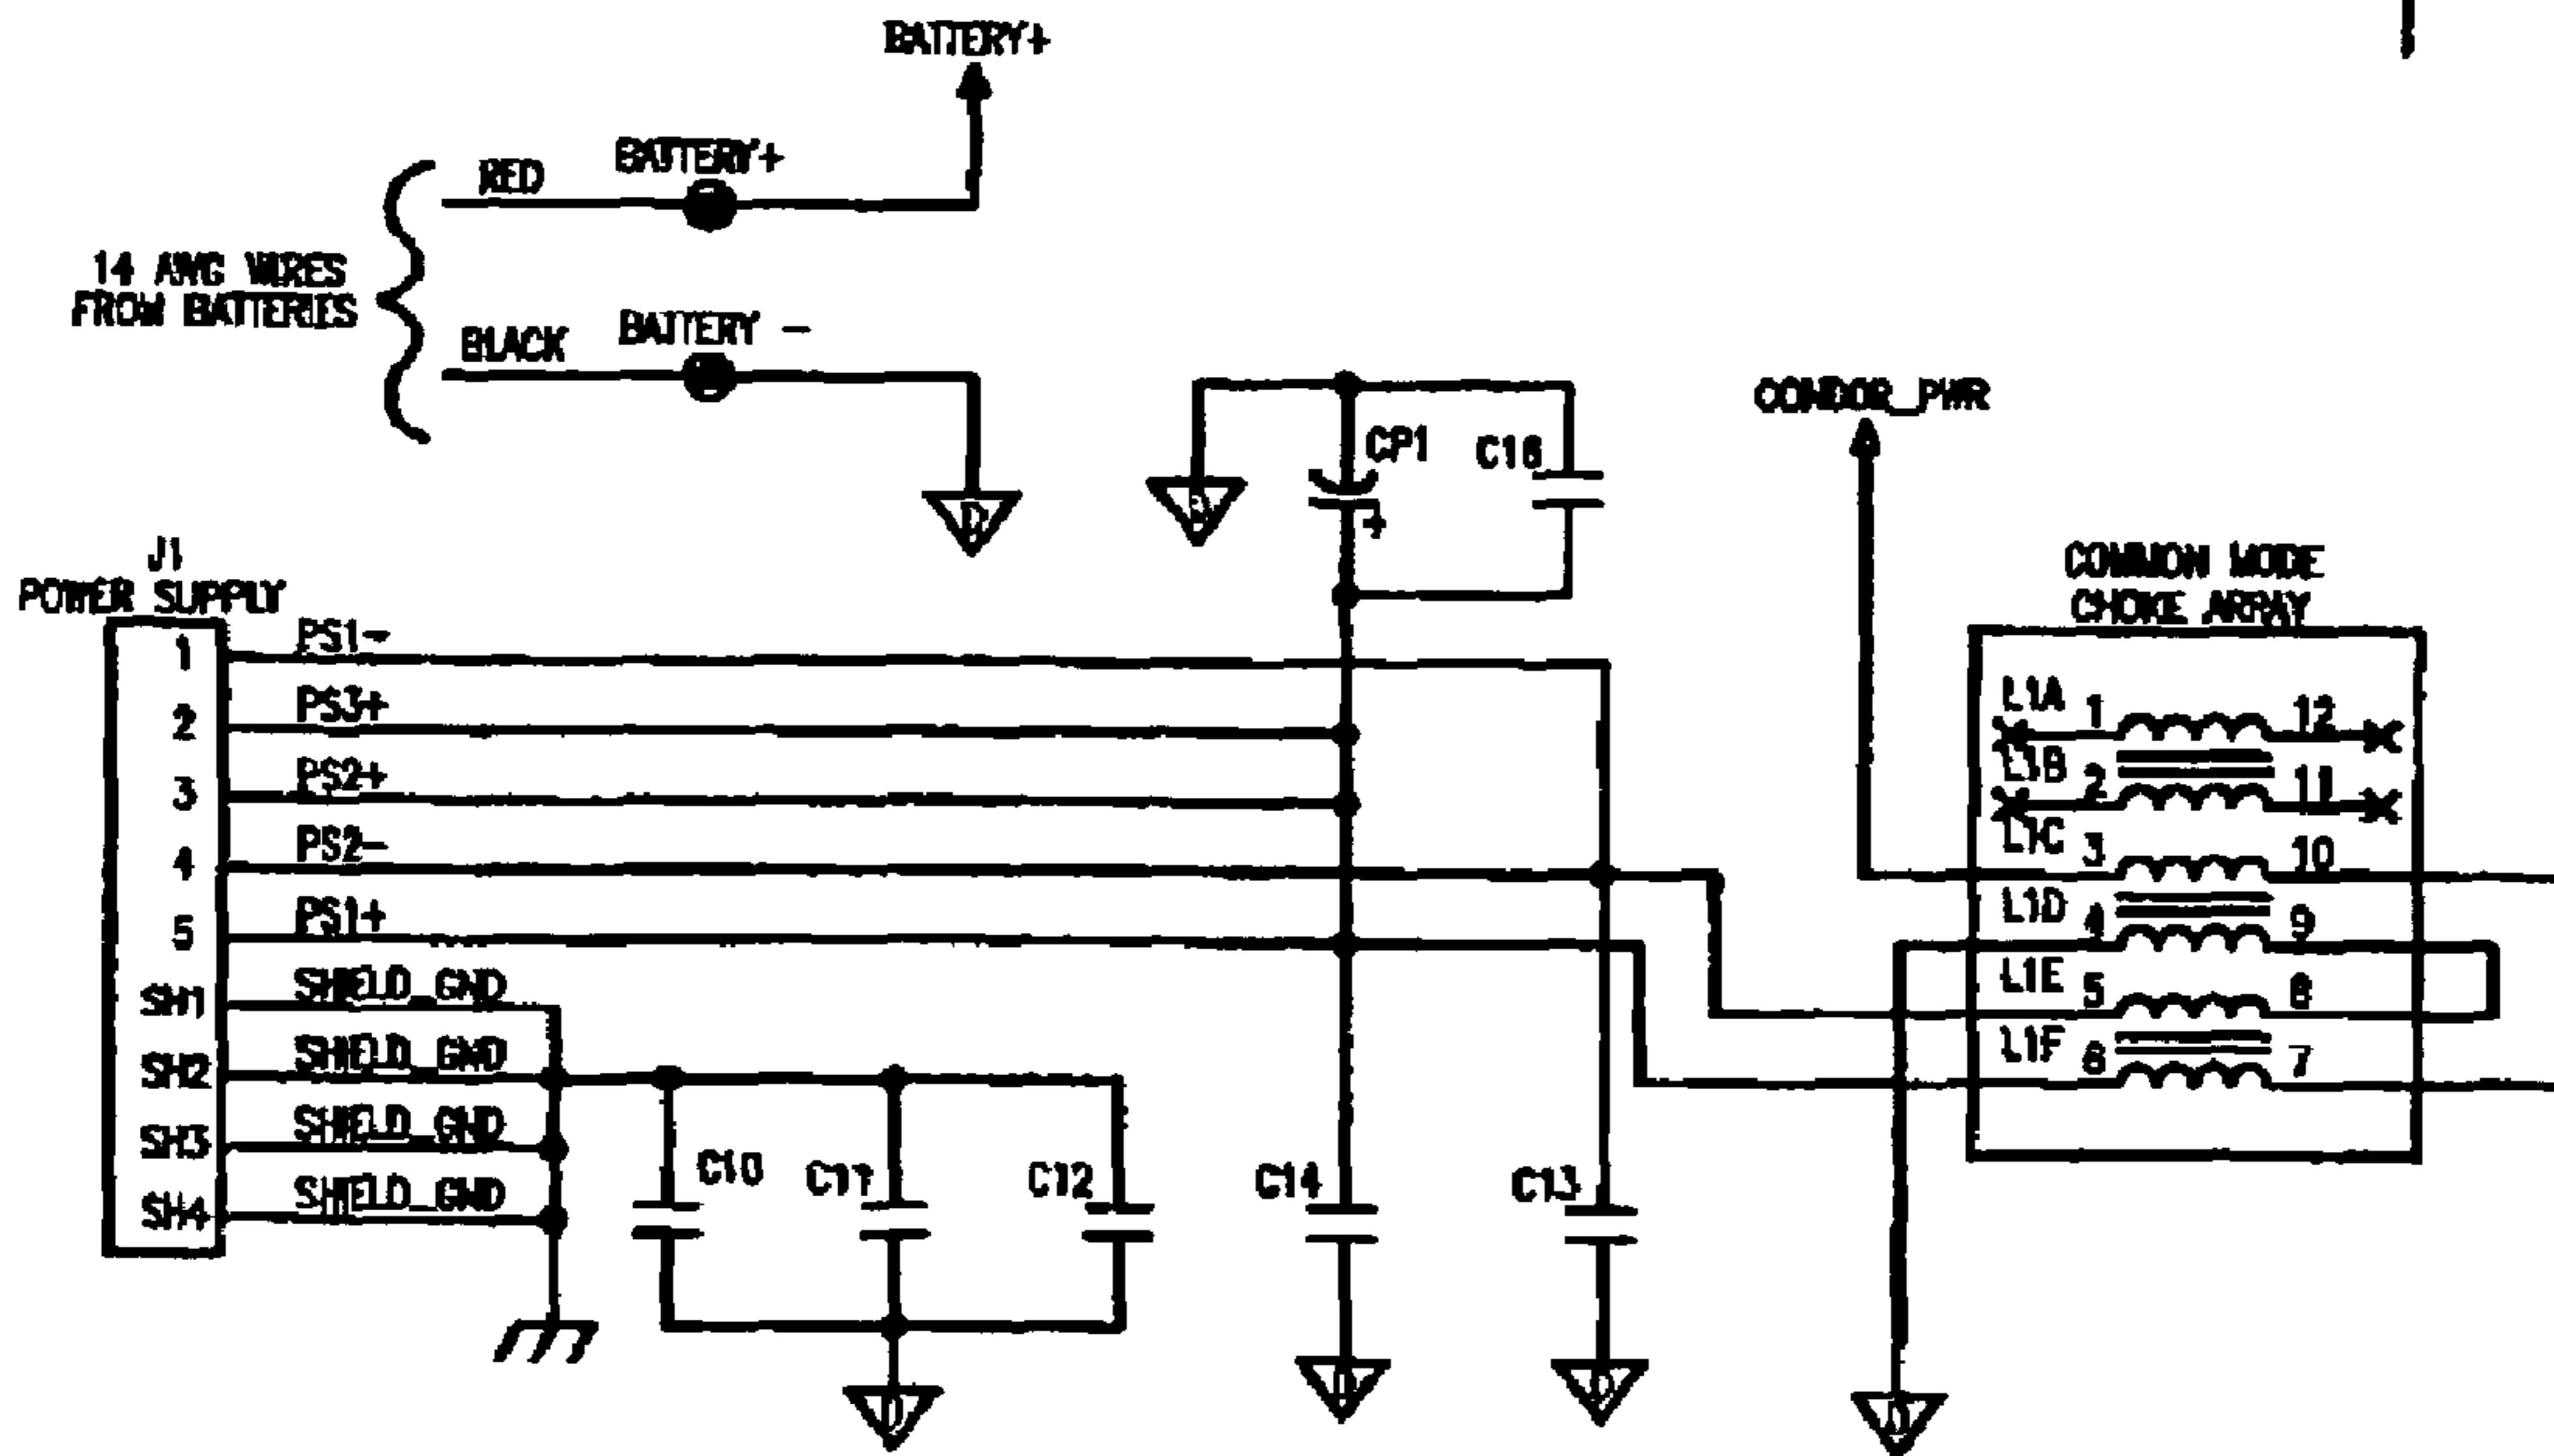 BATTERY+
RED
BATTERY+
14 AWG WIRES
FROM BATTERIES
BLACK
BATTERY -
D
CP1
C16
+
CONDOR_PWR
J1
POWER SUPPLY
1
PS1-
2
PS3+
3
PS2+
4
PS2-
5
PS1+
SH1
SHIELD_GND
SH2
SHIELD_GND
SH3
SHIELD_GND
SH4
SHIELD_GND
C10
C11
C12
C14
C13
D
D
D
COMMON MODE
CHOKE ARRAY
L1A 1 12
L1B 2 11
L1C 3 10
L1D 4 9
L1E 5 8
L1F 6 7